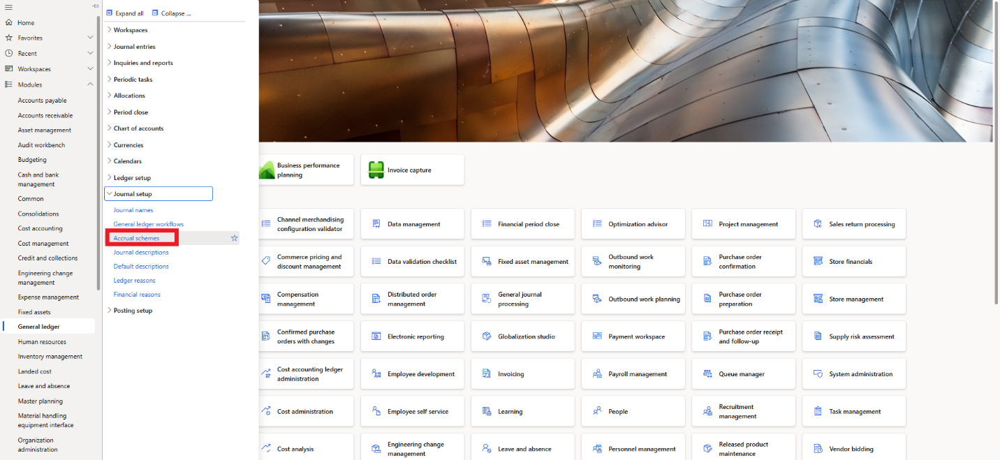 Home
Favorites
Recent
Workspaces
Modules
Accounts payable
Accounts receivable
Asset management
Audit workbench
Budgeting
Cash and bank
management
Common
Consolidations
Cost accounting
Cost management
Credit and collections
Engineering change
management
Expense management
Fixed assets
General ledger
Human resources
Inventory management
Landed cost
Leave and absence
Master planning
Material handling
equipment interface
Organization
administration
Expand all
Collapse ...
Workspaces
Journal entries
Inquiries and reports
Periodic tasks
Allocations
Period close
Chart of accounts
Currencies
Calendars
Ledger setup
Journal setup
Journal names
General ledger workflows
Accrual schemes
Journal descriptions
Default descriptions
Ledger reasons
Financial reasons
Posting setup
Business performance
planning
Invoice capture
Channel merchandising
configuration validator
Data management
Financial period close
Optimization advisor
Project management
Sales return processing
Commerce pricing and
discount management
Data validation checklist
Fixed asset management
Outbound work
monitoring
Purchase order
confirmation
Store financials
Compensation
management
Distributed order
management
General journal
processing
Outbound work planning
Purchase order
preparation
Store management
Confirmed purchase
orders with changes
Electronic reporting
Globalization studio
Payment workspace
Purchase order receipt
and follow-up
Supply risk assessment
Cost accounting ledger
administration
Employee development
Invoicing
Payroll management
Queue manager
System administration
Cost administration
Employee self service
Learning
People
Recruitment
management
Task management
Cost analysis
Engineering change
management
Leave and absence
Personnel management
Released product
maintenance
Vendor bidding